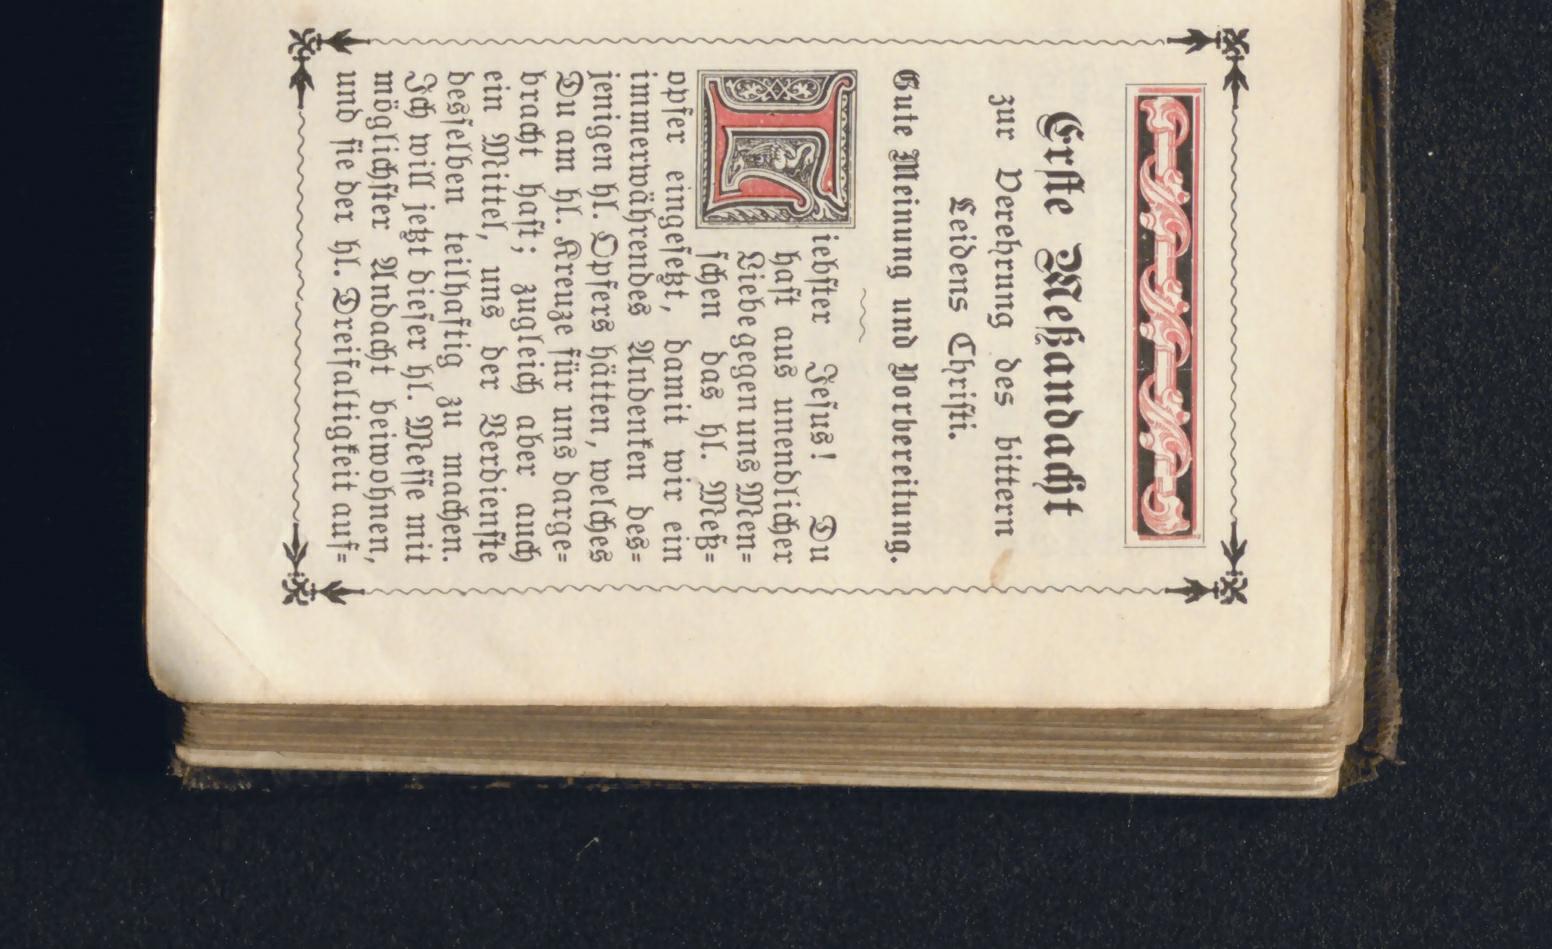 Erste Meßandacht
zur Verehrung des bittern
Leidens Christi.
Gute Meinung und Vorbereitung.
Liebster Jesus! Du
hast aus unendlicher
Liebe gegen uns Men=
schen das hl. Meß=
opfer eingesetzt, damit wir ein
immerwährendes Andenken des=
jenigen hl. Opfers hätten, welches
Du am hl. Kreuze für uns darge=
bracht hast; zugleich aber auch
ein Mittel, uns der Verdienste
desselben teilhaftig zu machen.
Ich will jetzt dieser hl. Messe mit
möglichster Andacht beiwohnen,
und sie der hl. Dreifaltigkeit auf=